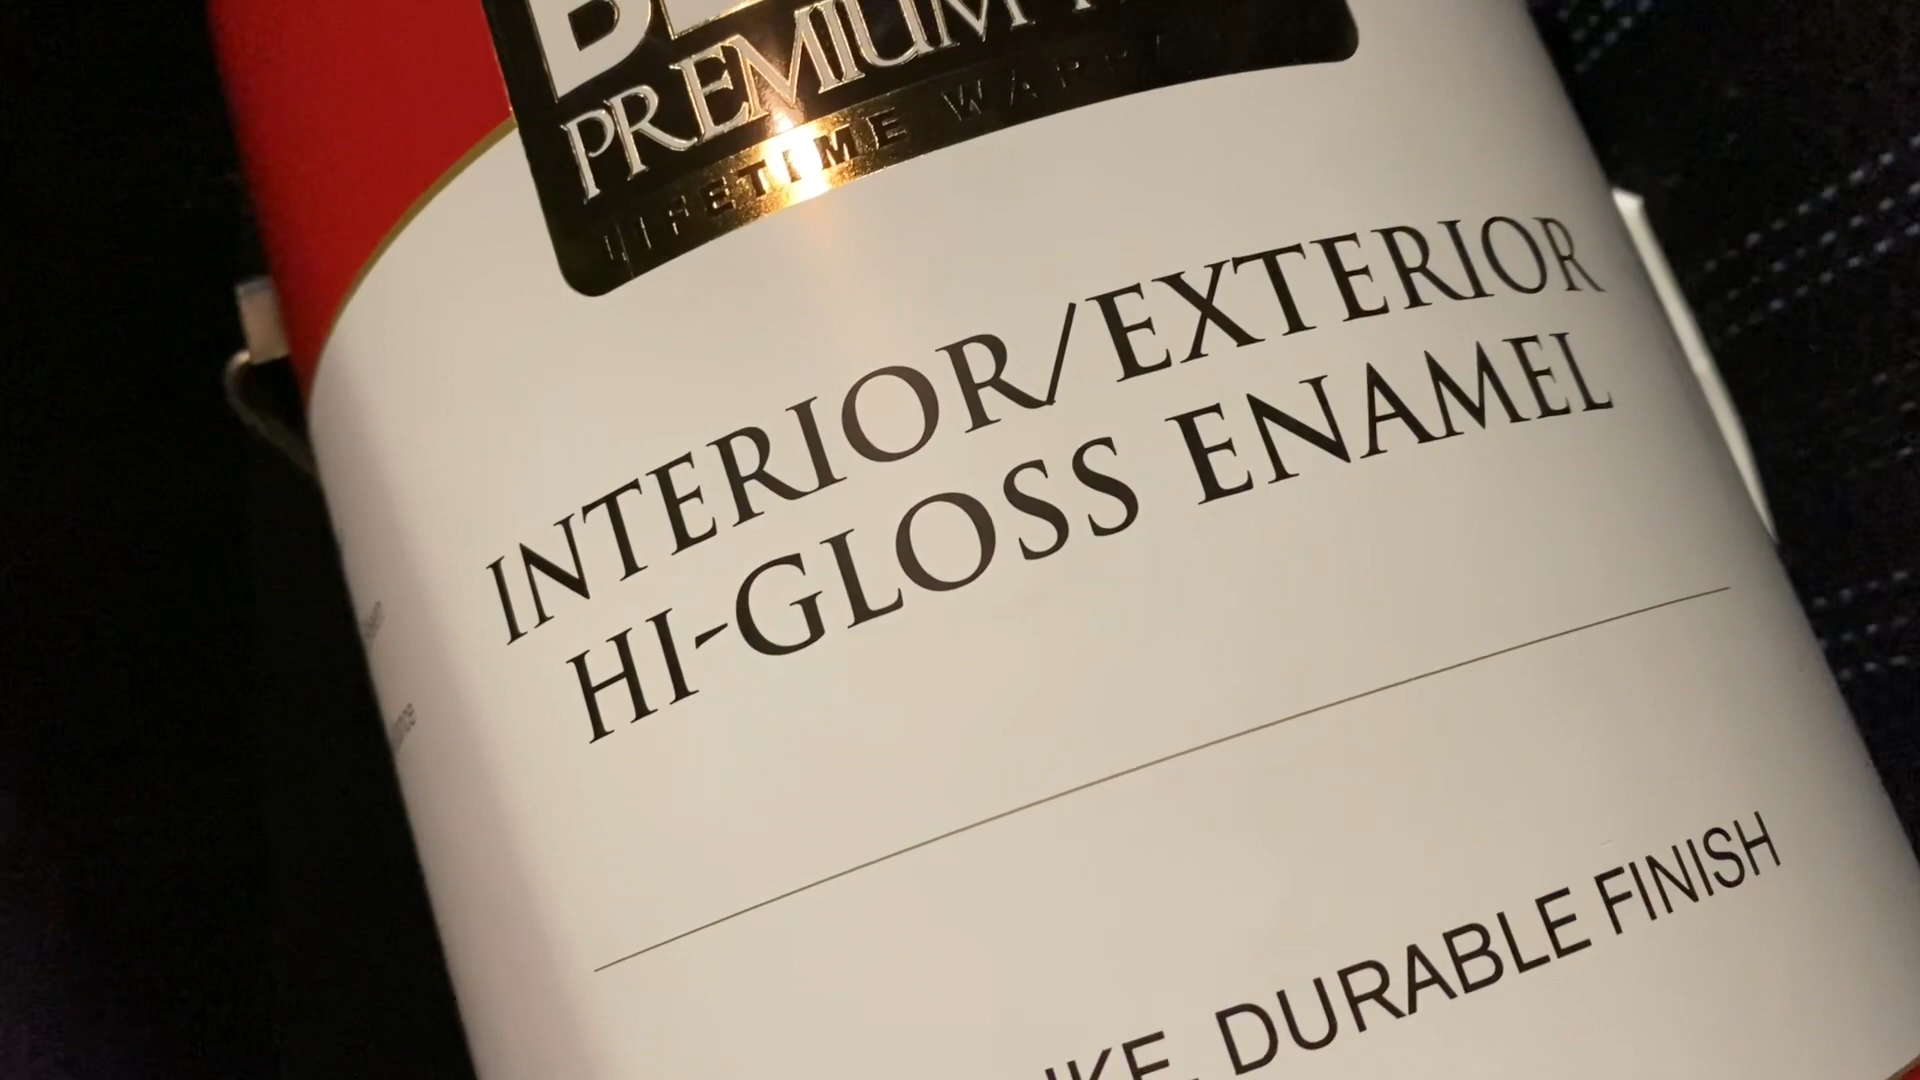 PREMIUM
LIFETIME
INTERIOR/EXTERIOR
HI-GLOSS ENAMEL
DURABLE FINISH